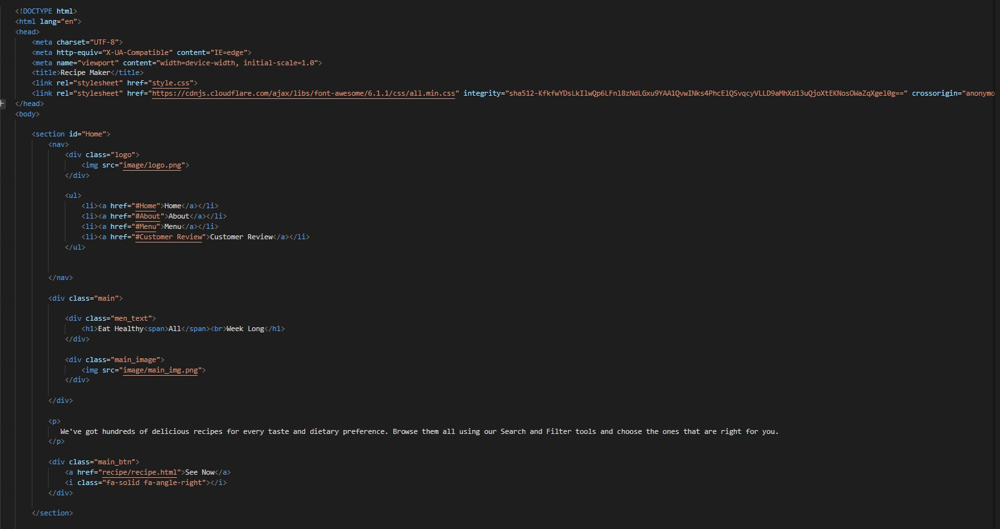 <!DOCTYPE html>
<html lang="en">
<head>
<meta charset="UTF-8">
<meta http-equiv="X-UA-Compatible" content="IE=edge">
<meta name="viewport" content="width=device-width, initial-scale=1.0">
<title>Recipe Maker</title>
<link rel="stylesheet" href="style.css">
<link rel="stylesheet" href="https://cdnjs.cloudflare.com/ajax/libs/font-awesome/6.1.1/css/all.min.css" integrity="sha512-KfkfwYDsLkIlwQp6LFnl8zNdLGxu9YAA1QvwINks4PhcElQSvqcyVLLD9aMhXd13uQjoXtEKNosOWaZqXgel0g==" crossorigin="anonymo
</head>
<body>
<section id="Home">
<nav>
<div class="logo">
<img src="image/logo.png">
</div>
<ul>
<li><a href="#Home">Home</a></li>
<li><a href="#About">About</a></li>
<li><a href="#Menu">Menu</a></li>
<li><a href="#Customer Review">Customer Review</a></li>
</ul>
</nav>
<div class="main">
<div class="men_text">
<h1>Eat Healthy<span>All</span><br>Week Long</h1>
</div>
<div class="main_image">
<img src="image/main_img.png">
</div>
</div>
<p>
We've got hundreds of delicious recipes for every taste and dietary preference. Browse them all using our Search and Filter tools and choose the ones that are right for you.
</p>
<div class="main_btn">
<a href="recipe/recipe.html">See Now</a>
<i class="fa-solid fa-angle-right"></i>
</div>
</section>